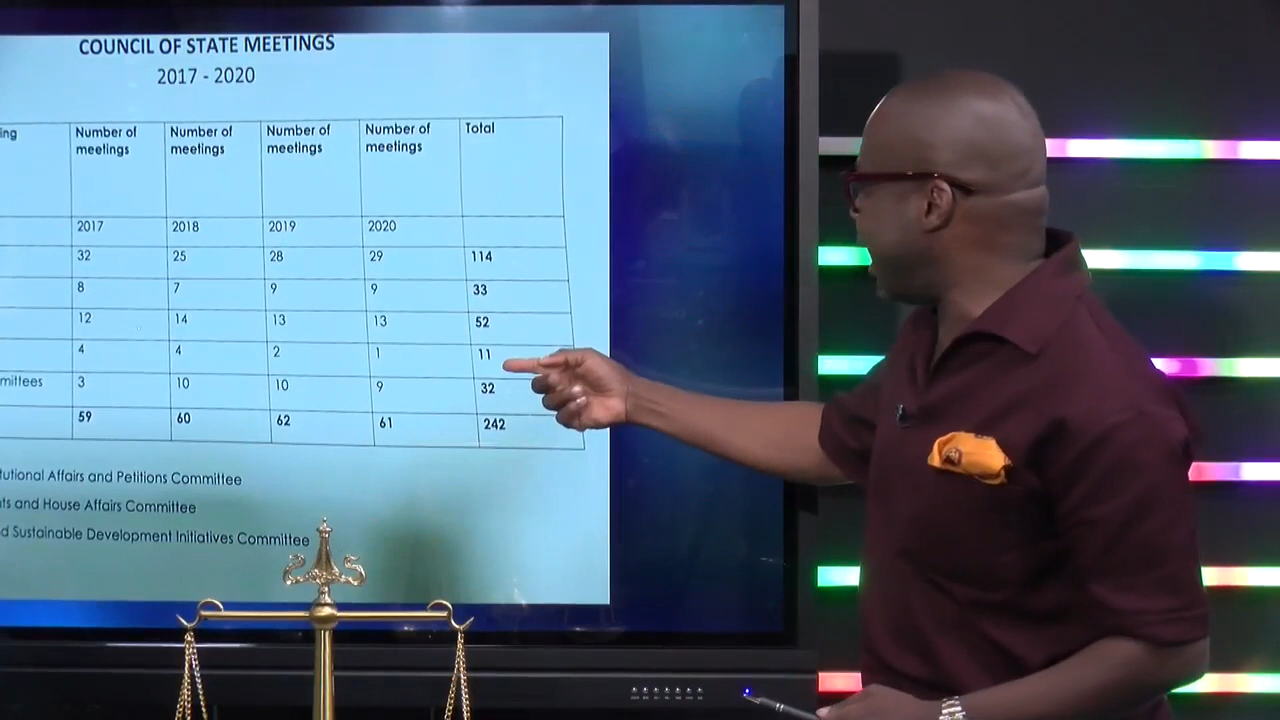 COUNCIL OF STATE MEETINGS
2017 - 2020
ing Number of meetings Number of meetings Number of meetings Number of meetings Total
2017 2018 2019 2020
32 25 28 29 114
8 7 9 9 33
12 14 13 13 52
4 4 2 1 11
mittees 3 10 10 9 32
59 60 62 61 242
tutional Affairs and Petitions Committee
ts and House Affairs Committee
d Sustainable Development Initiatives Committee